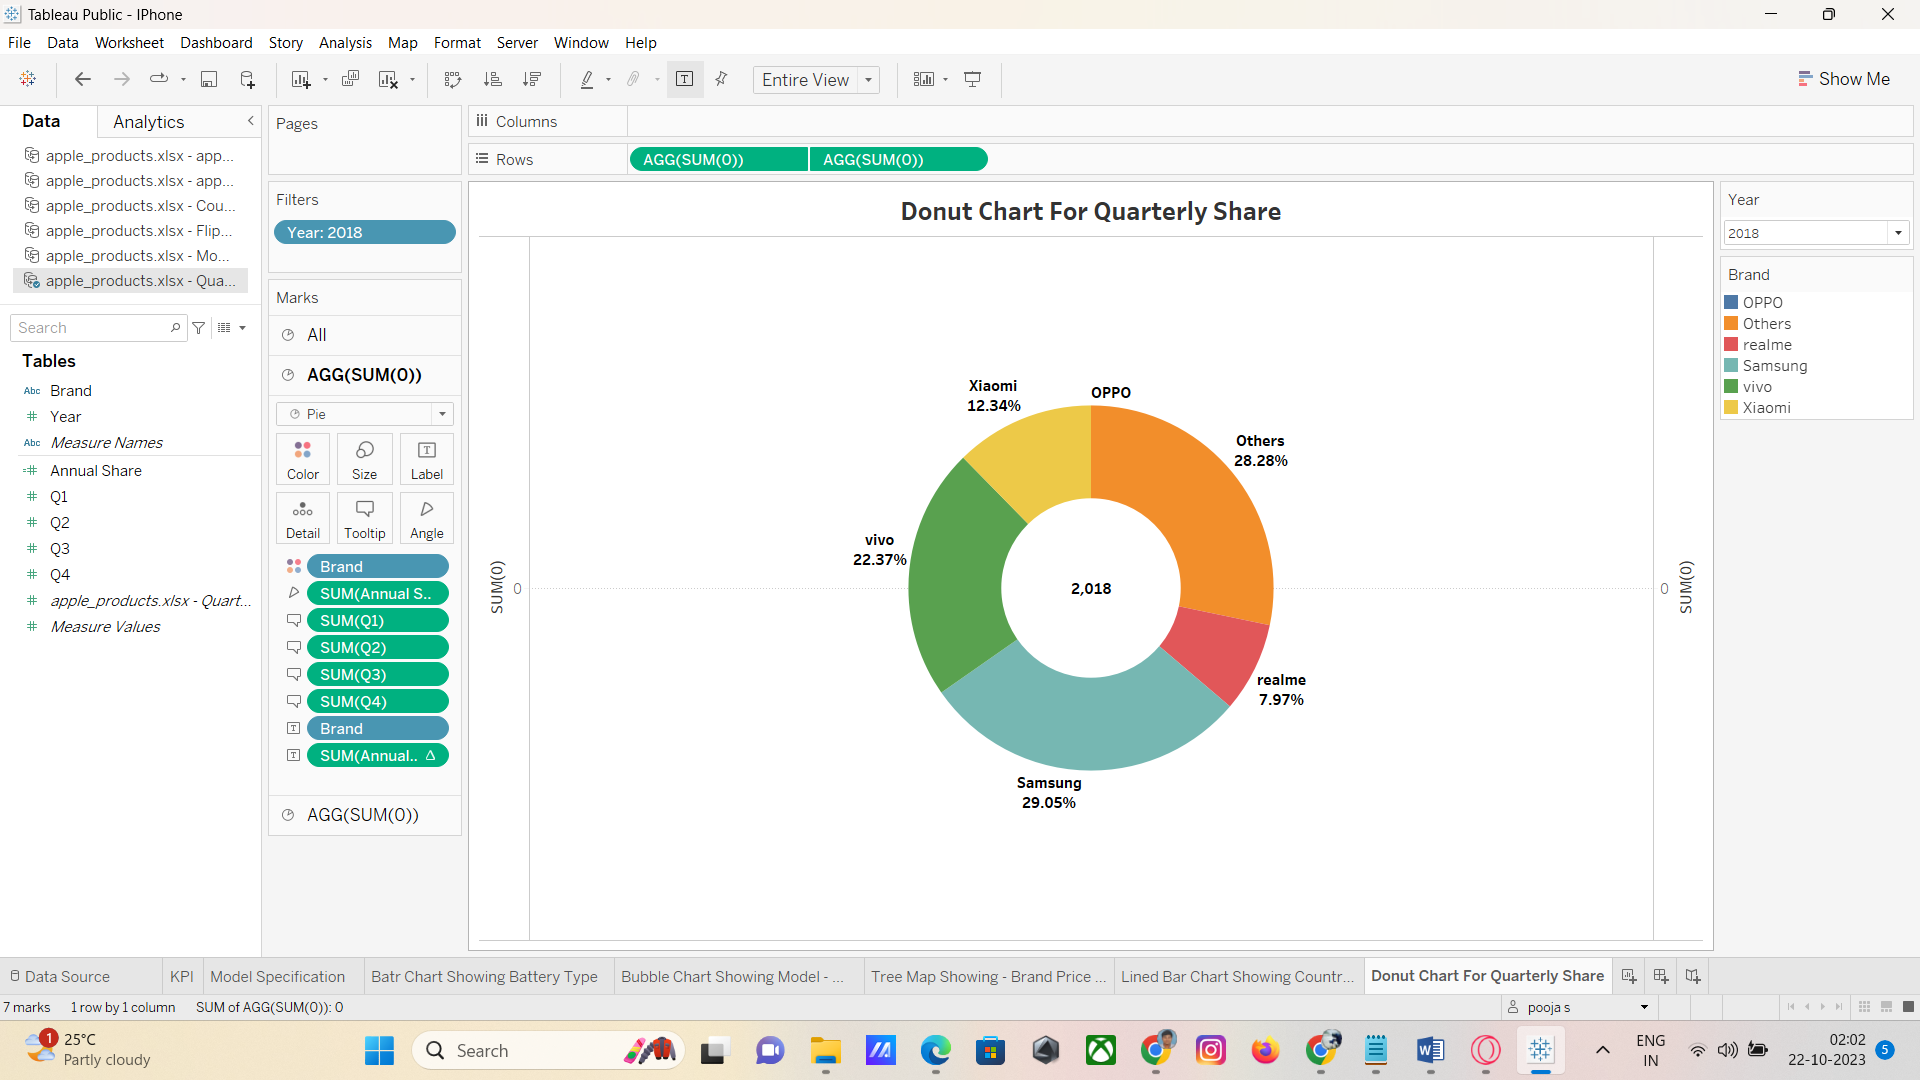 Tableau Public - IPhone
File Data Worksheet Dashboard Story Analysis Map Format Server Window Help
Entire View
Show Me
Data Analytics
apple_products.xlsx - app...
apple_products.xlsx - app...
apple_products.xlsx - Cou...
apple_products.xlsx - Flip...
apple_products.xlsx - Mo...
apple_products.xlsx - Qua...
Search
Tables
Abc Brand
Year
Abc Measure Names
Annual Share
Q1
Q2
Q3
Q4
apple_products.xlsx - Quart...
Measure Values
Pages
Filters
Year: 2018
Marks
All
AGG(SUM(0))
Pie
Color Size Label
Detail Tooltip Angle
Brand
SUM(Annual S..
SUM(Q1)
SUM(Q2)
SUM(Q3)
SUM(Q4)
Brand
SUM(Annual.. Δ
AGG(SUM(0))
Columns
Rows AGG(SUM(0)) AGG(SUM(0))
Donut Chart For Quarterly Share
Xiaomi
12.34%
OPPO
Others
28.28%
vivo
22.37%
2,018
realme
7.97%
Samsung
29.05%
SUM(0)
0
0
SUM(0)
Year
2018
Brand
OPPO
Others
realme
Samsung
vivo
Xiaomi
Data Source KPI Model Specification Batr Chart Showing Battery Type Bubble Chart Showing Model - ... Tree Map Showing - Brand Price ... Lined Bar Chart Showing Countr... Donut Chart For Quarterly Share
7 marks 1 row by 1 column SUM of AGG(SUM(0)): 0
pooja s
1
25°C
Partly cloudy
Search
ENG
IN
02:02
22-10-2023
5